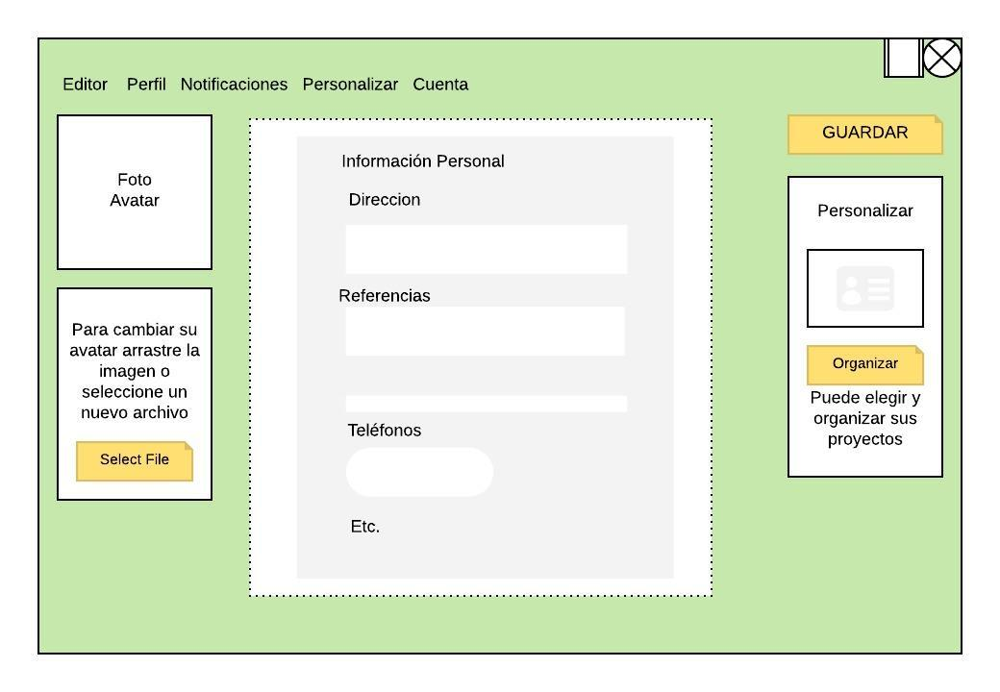 Editor Perfil Notificaciones Personalizar Cuenta
Foto
Avatar
Para cambiar su
avatar arrastre la
imagen o
seleccione un
nuevo archivo
Select File
Información Personal
Direccion
Referencias
Teléfonos
Etc.
GUARDAR
Personalizar
Organizar
Puede elegir y
organizar sus
proyectos